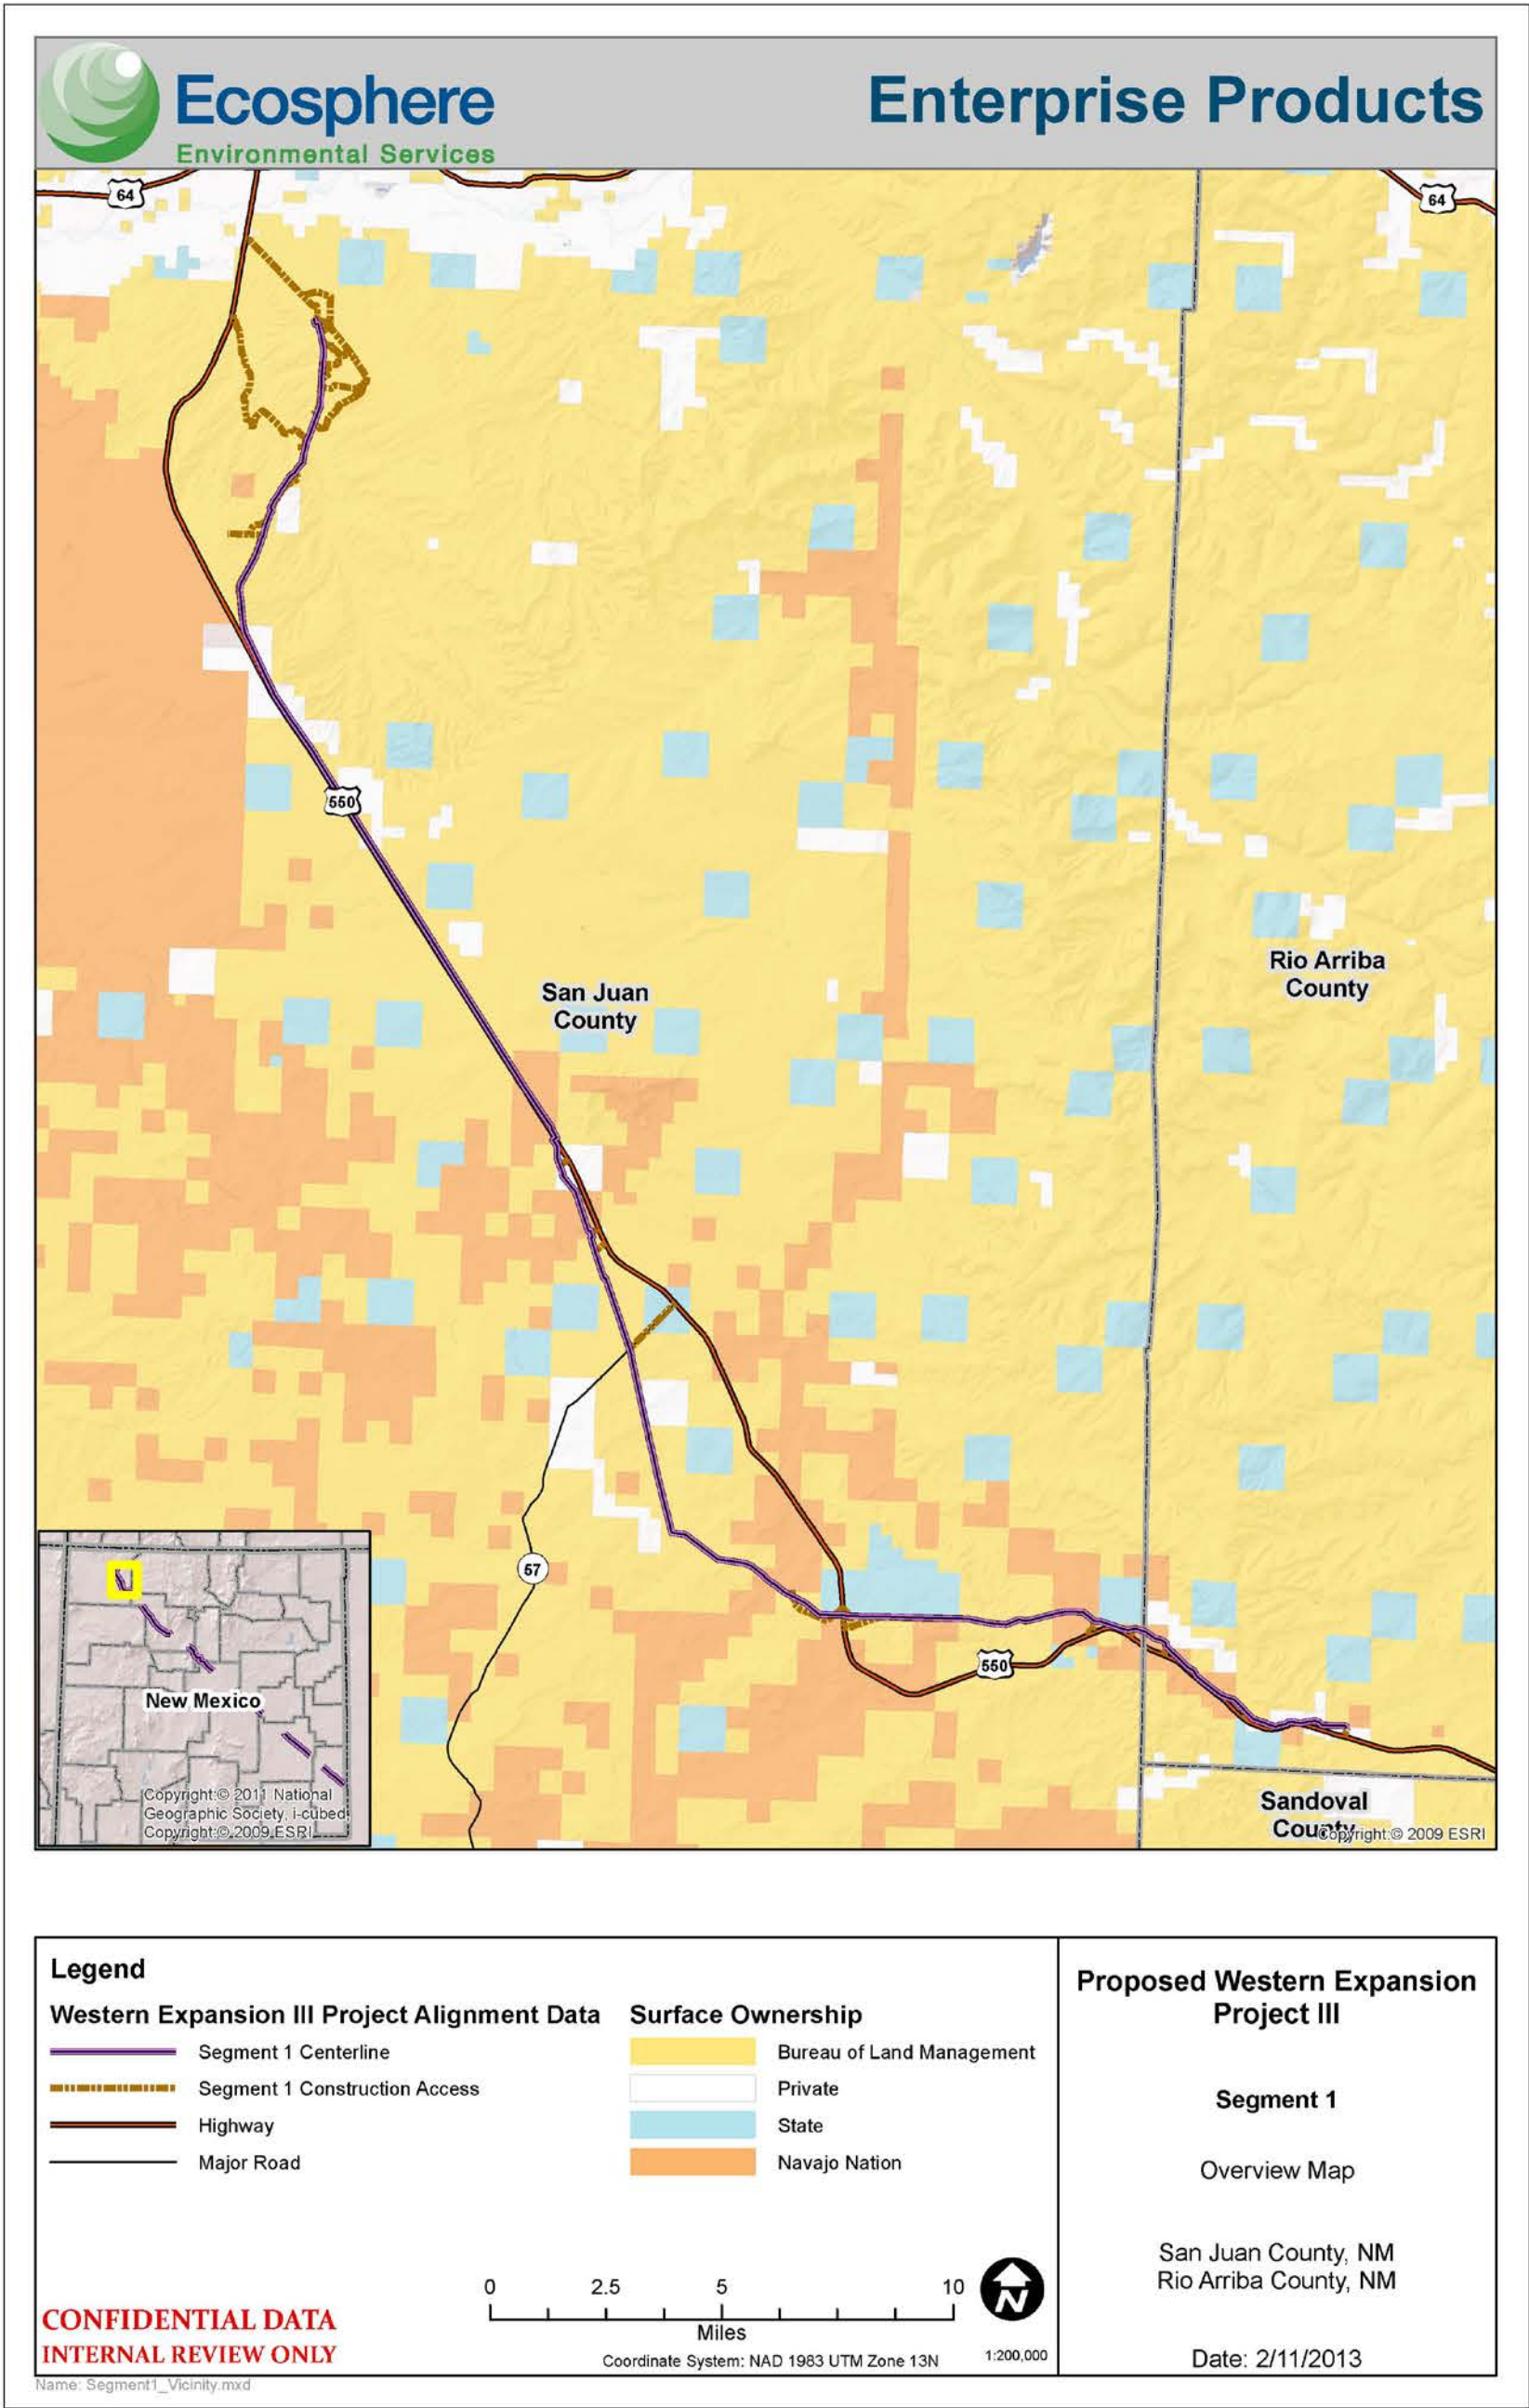 Ecosphere
Environmental Services
Enterprise Products
64
64
550
San Juan
County
Rio Arriba
County
57
550
New Mexico
Copyright:© 2011 National
Geographic Society, i-cubed
Copyright:© 2009 ESRI
Sandoval
County
Copyright:© 2009 ESRI
Legend
Western Expansion III Project Alignment Data
Segment 1 Centerline
Segment 1 Construction Access
Highway
Major Road
Surface Ownership
Bureau of Land Management
Private
State
Navajo Nation
0 2.5 5 10
Miles
Coordinate System: NAD 1983 UTM Zone 13N
N
1:200,000
CONFIDENTIAL DATA
INTERNAL REVIEW ONLY
Proposed Western Expansion
Project III
Segment 1
Overview Map
San Juan County, NM
Rio Arriba County, NM
Date: 2/11/2013
Name: Segment1_Vicinity.mxd